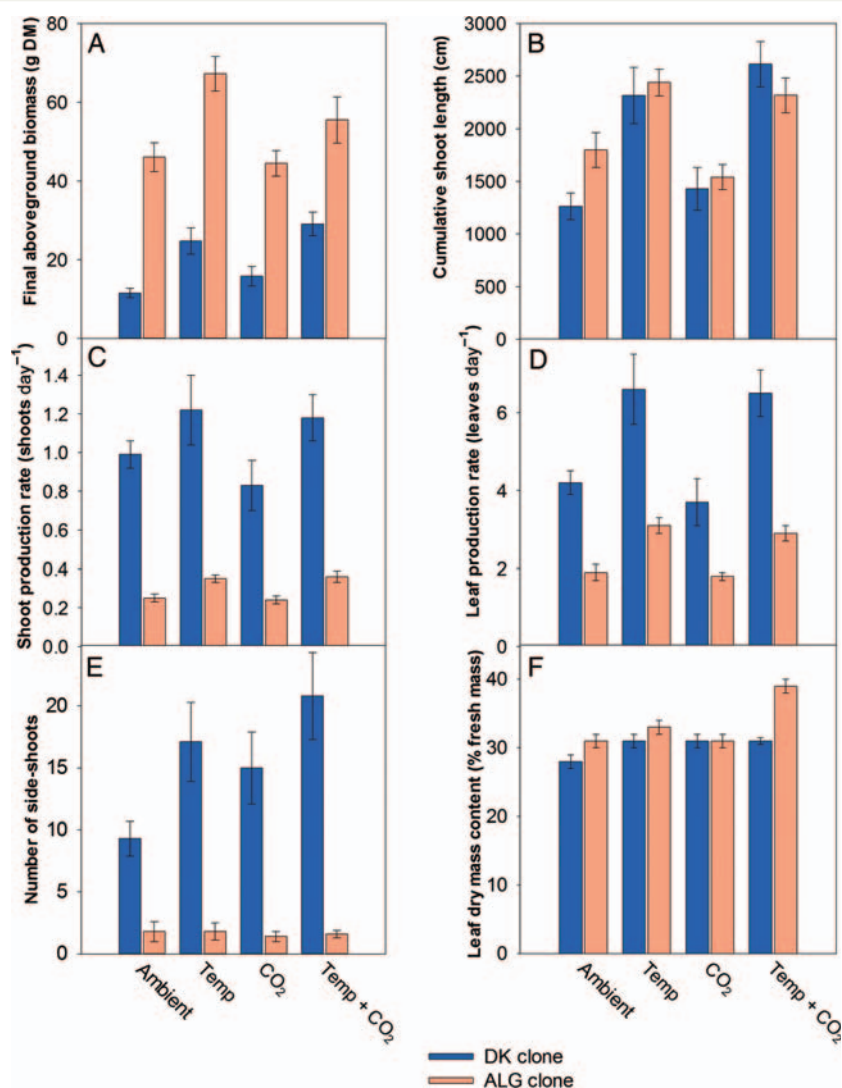 A
Final aboveground biomass (g DM)
80
60
40
20
0
B
Cumulative shoot length (cm)
3000
2500
2000
1500
1000
500
0
C
Shoot production rate (shoots day⁻¹)
1.4
1.2
1.0
0.8
0.6
0.4
0.2
0.0
D
Leaf production rate (leaves day⁻¹)
6
4
2
0
E
Number of side-shoots
20
15
10
5
0
F
Leaf dry mass content (% fresh mass)
40
30
20
10
0
Ambient
Temp
CO₂
Temp + CO₂
Ambient
Temp
CO₂
Temp + CO₂
DK clone
ALG clone